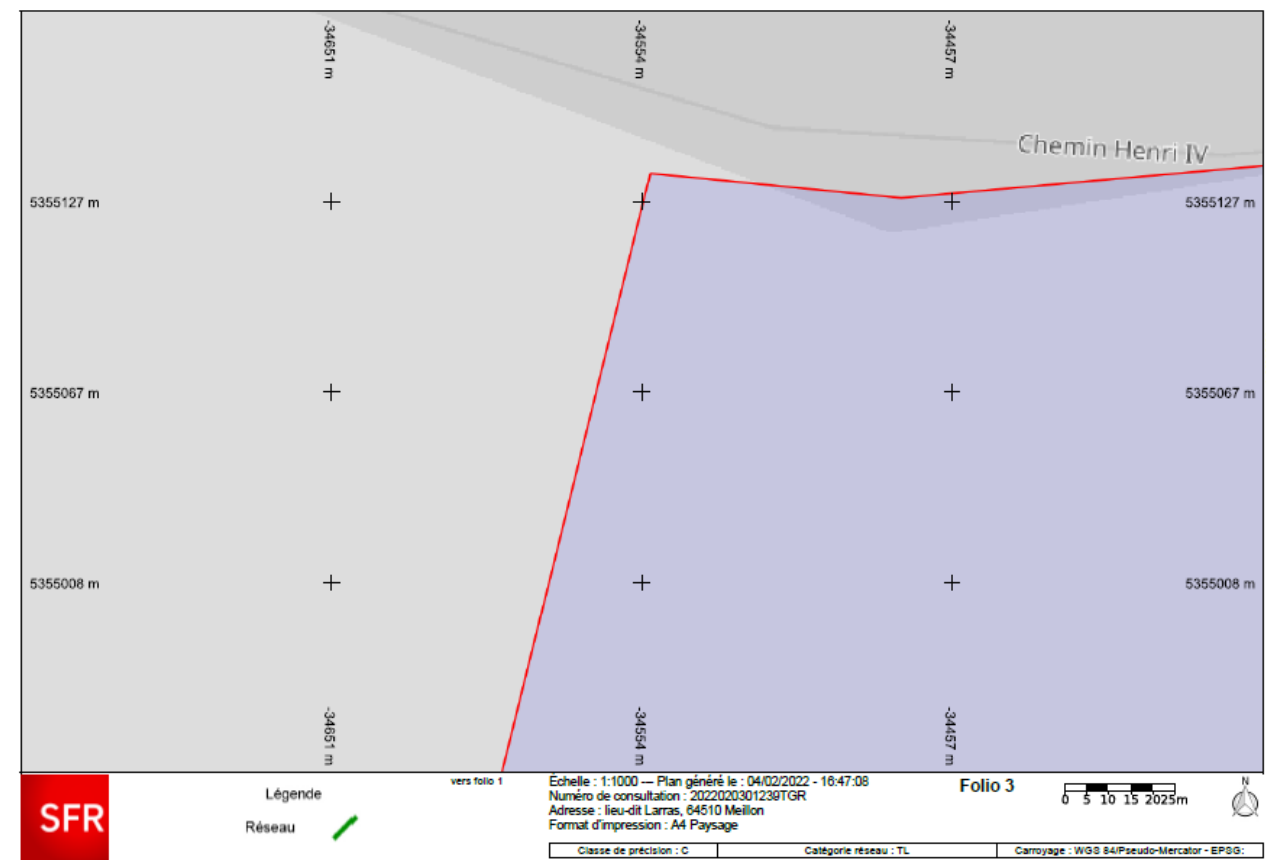 -34651 m
-34554 m
-34457 m
Chemin Henri IV
5355127 m
5355127 m
5355067 m
5355067 m
5355008 m
5355008 m
-34651 m
-34554 m
-34457 m
SFR
Légende
Réseau
vers folio 1
Échelle : 1:1000 --- Plan généré le : 04/02/2022 - 16:47:08
Numéro de consultation : 2022020301239TGR
Adresse : lieu-dit Larras, 64510 Meillon
Format d'impression : A4 Paysage
Folio 3
0 5 10 15 2025m
N
Classe de précision : C
Catégorie réseau : TL
Carroyage : WGS 84/Pseudo-Mercator - EPSG: